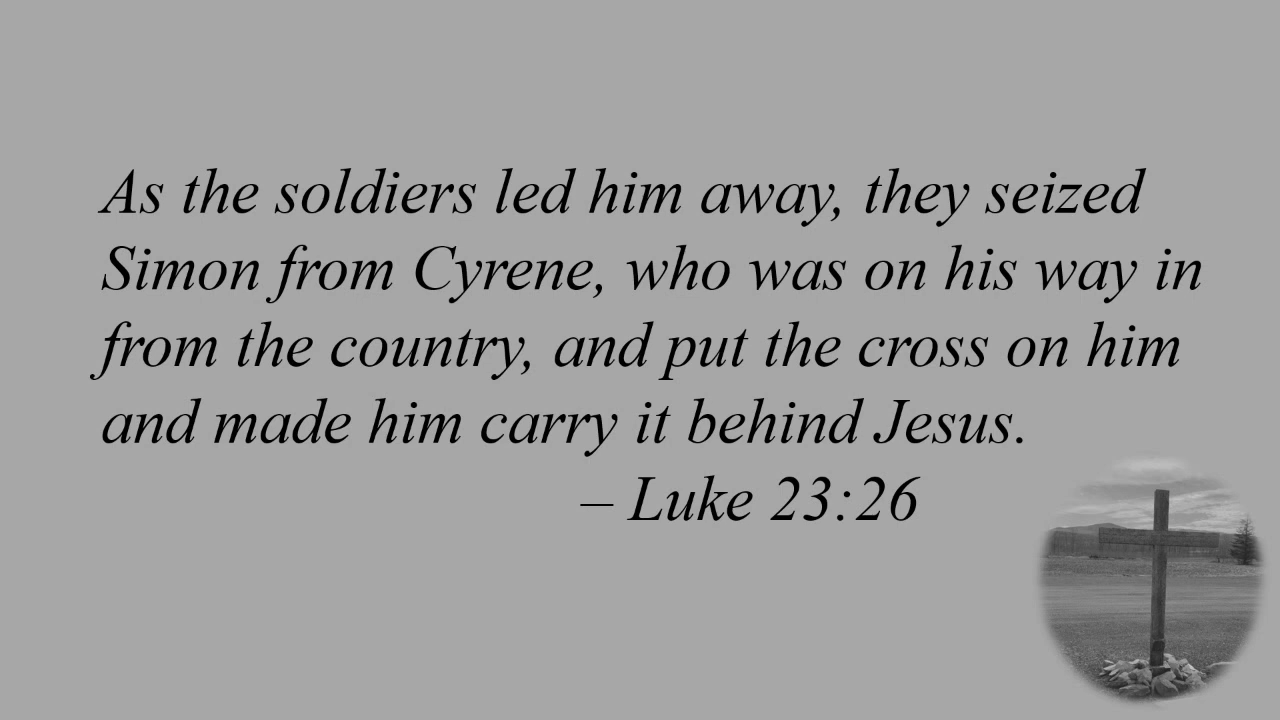 As the soldiers led him away, they seized
Simon from Cyrene, who was on his way in
from the country, and put the cross on him
and made him carry it behind Jesus.
– Luke 23:26